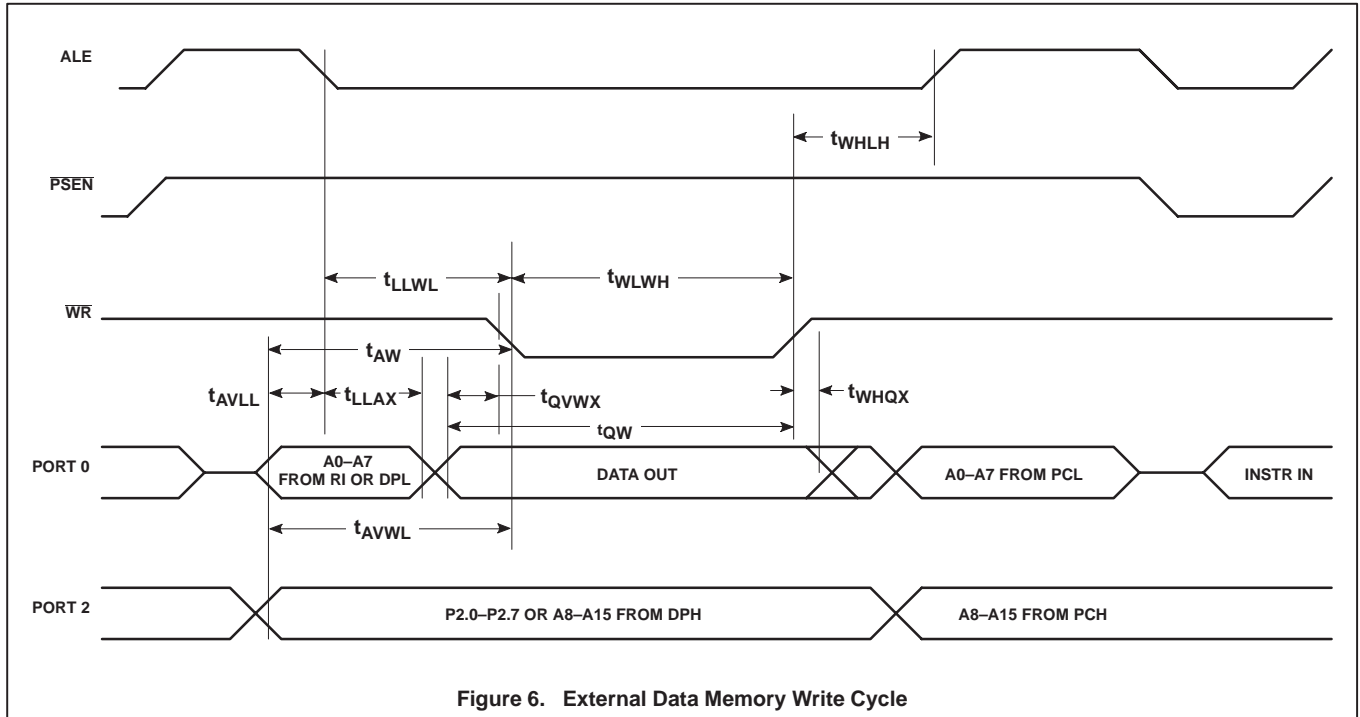 ALE
tWHLH
PSEN
tLLWL
tWLWH
WR
tAW
tAVLL
tLLAX
tQVWX
tWHQX
tQW
PORT 0
A0–A7
FROM RI OR DPL
DATA OUT
A0–A7 FROM PCL
INSTR IN
tAVWL
PORT 2
P2.0–P2.7 OR A8–A15 FROM DPH
A8–A15 FROM PCH
Figure 6. External Data Memory Write Cycle